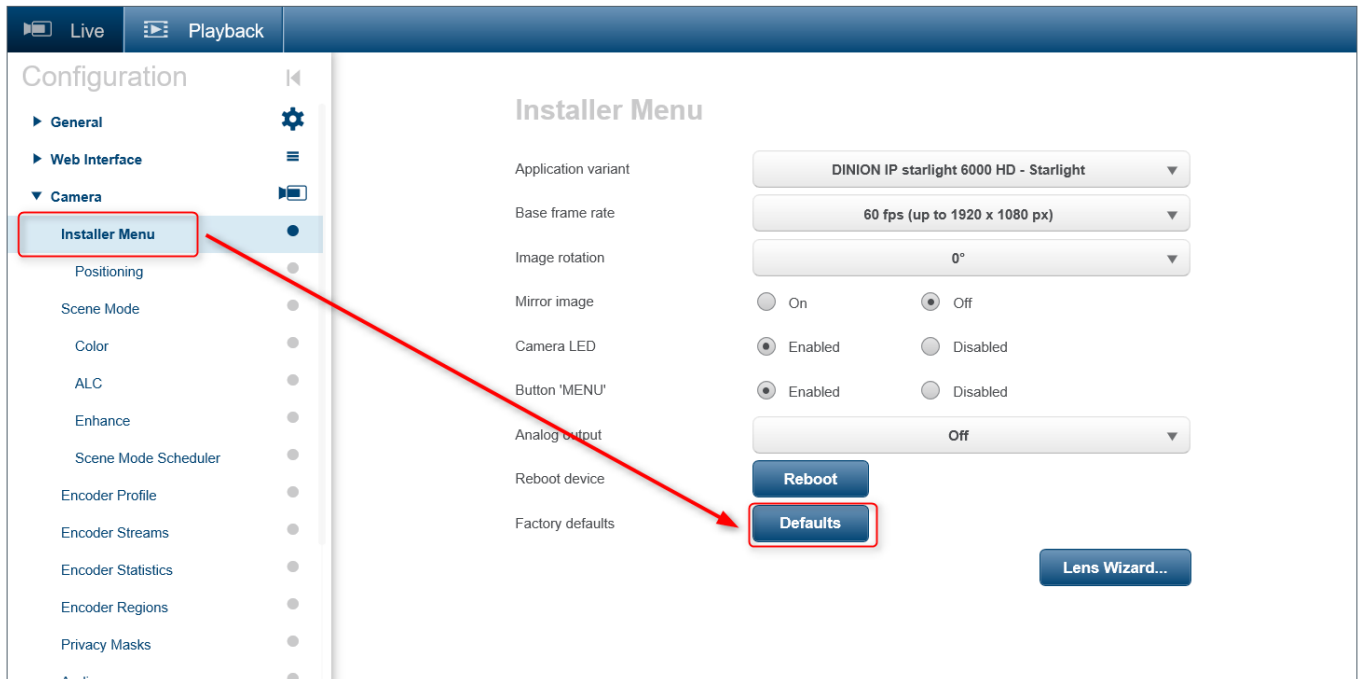 Live
Playback
Configuration
General
Web Interface
Camera
Installer Menu
Positioning
Scene Mode
Color
ALC
Enhance
Scene Mode Scheduler
Encoder Profile
Encoder Streams
Encoder Statistics
Encoder Regions
Privacy Masks
Installer Menu
Application variant DINION IP starlight 6000 HD - Starlight
Base frame rate 60 fps (up to 1920 x 1080 px)
Image rotation 0°
Mirror image On Off
Camera LED Enabled Disabled
Button 'MENU' Enabled Disabled
Analog output Off
Reboot device Reboot
Factory defaults Defaults
Lens Wizard...